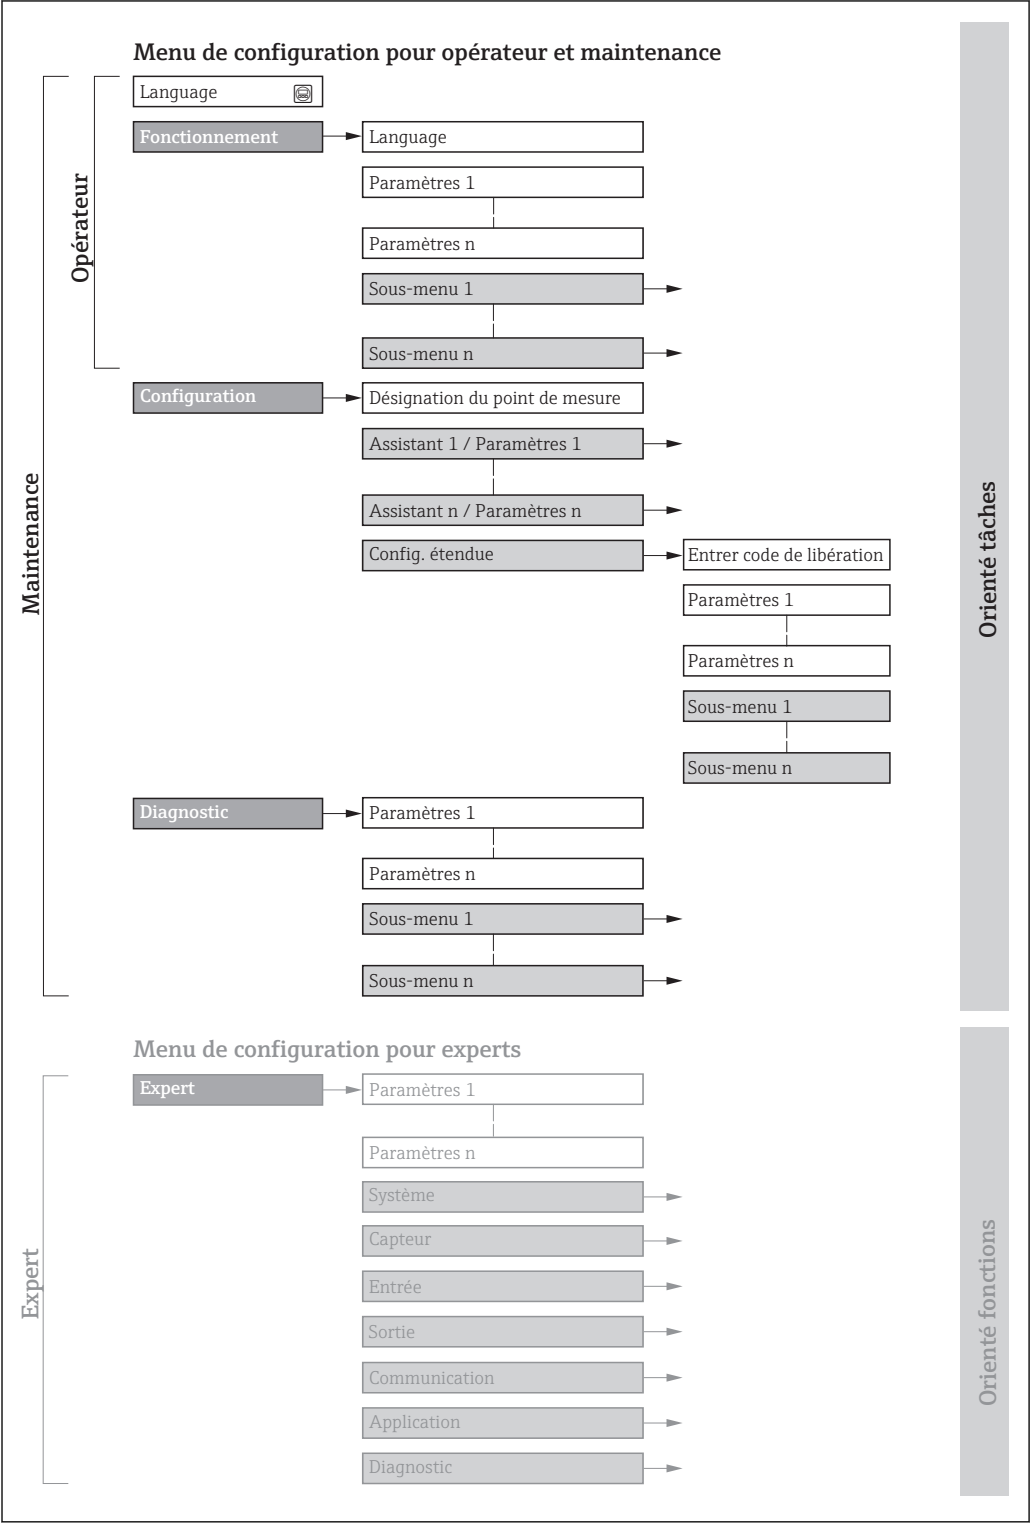 Menu de configuration pour opérateur et maintenance
Maintenance
Opérateur
Orienté tâches
Language
Fonctionnement
Language
Paramètres 1
Paramètres n
Sous-menu 1
Sous-menu n
Configuration
Désignation du point de mesure
Assistant 1 / Paramètres 1
Assistant n / Paramètres n
Config. étendue
Entrer code de libération
Paramètres 1
Paramètres n
Sous-menu 1
Sous-menu n
Diagnostic
Paramètres 1
Paramètres n
Sous-menu 1
Sous-menu n
Menu de configuration pour experts
Expert
Orienté fonctions
Expert
Paramètres 1
Paramètres n
Système
Capteur
Entrée
Sortie
Communication
Application
Diagnostic